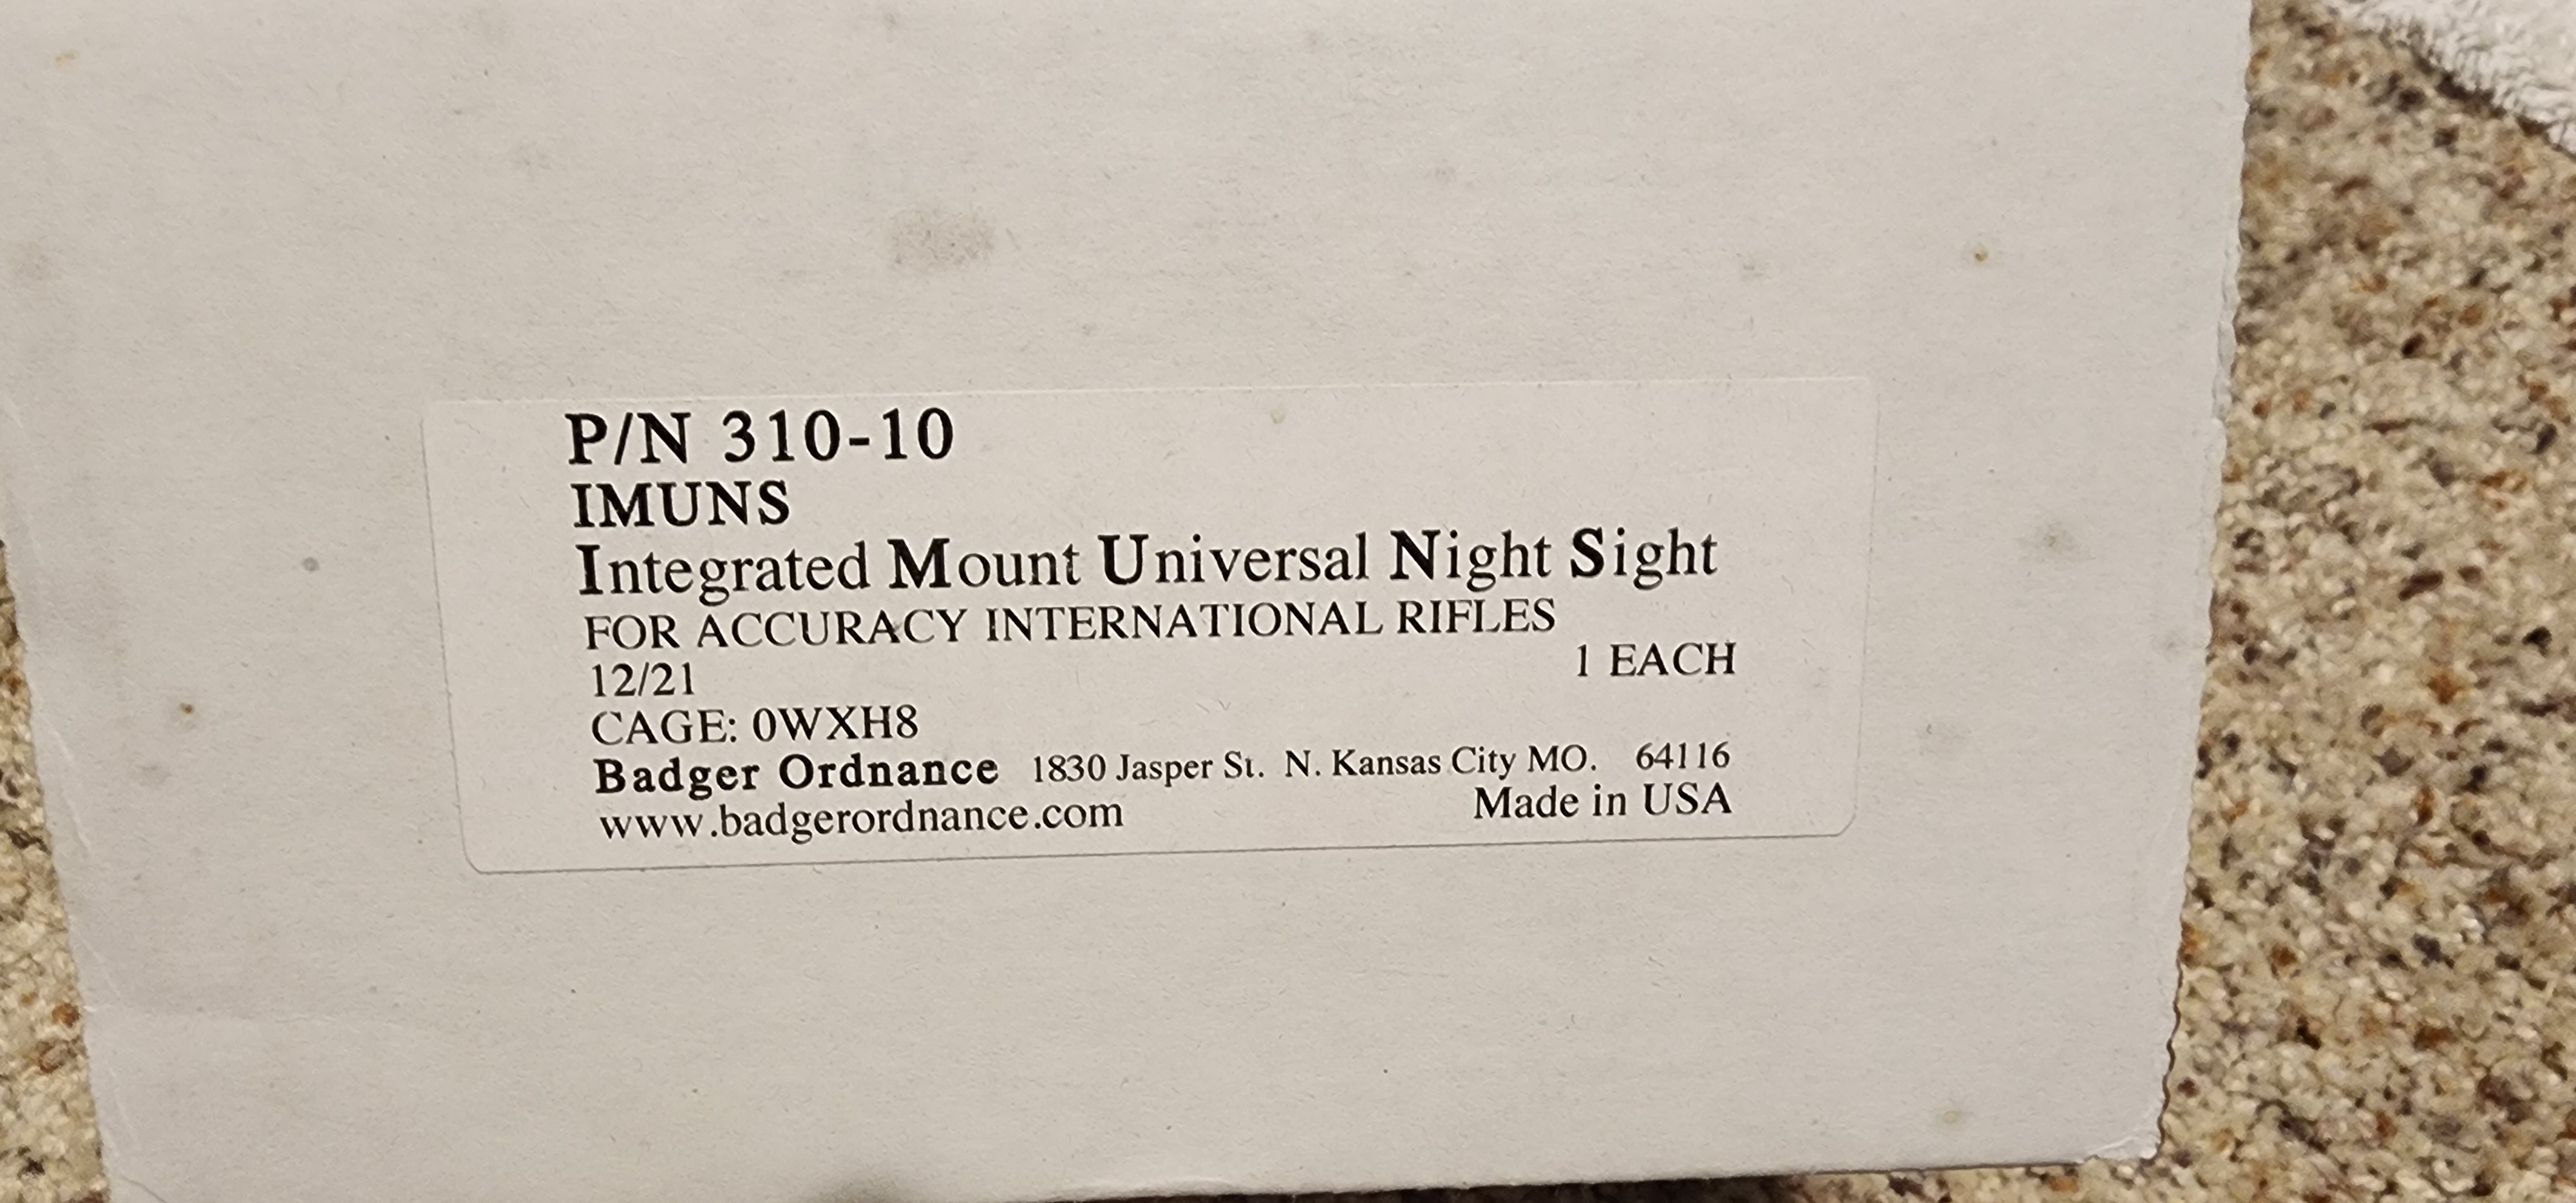 P/N 310-10
IMUNS
Integrated Mount Universal Night Sight
FOR ACCURACY INTERNATIONAL RIFLES
12/21 1 EACH
CAGE: 0WXH8
Badger Ordnance 1830 Jasper St. N. Kansas City MO. 64116
www.badgerordnance.com Made in USA